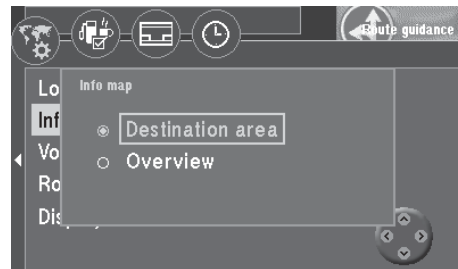 Route guidance
Lo
Info map
Inf
Destination area
Vo
Overview
Ro
Dis